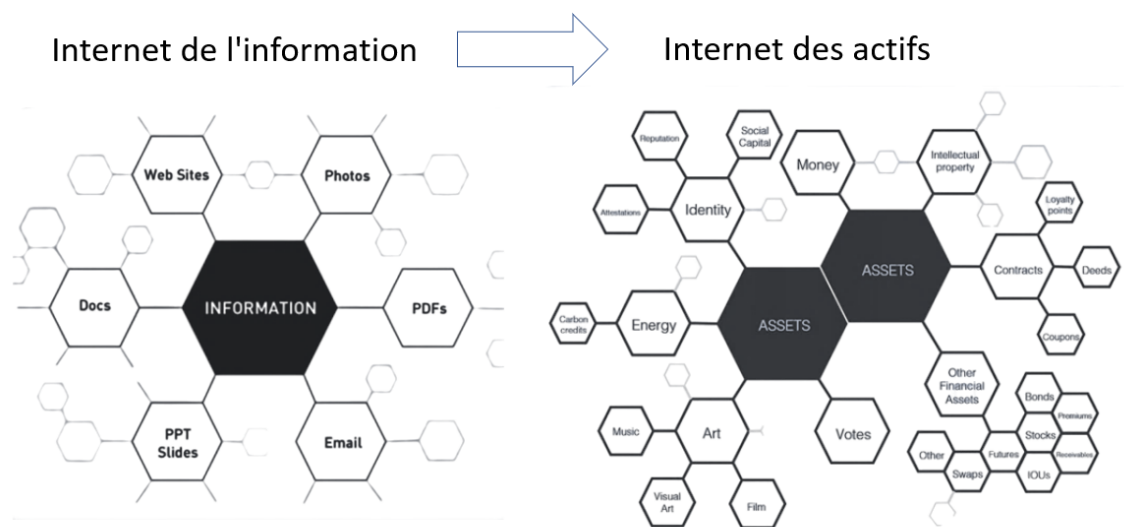 Internet de l'information
Internet des actifs
Web Sites
Photos
Docs
INFORMATION
PDFs
PPT
Slides
Email
Reputation
Social
Capital
Money
Intellectual
property
Attestations
Identity
Loyalty
points
ASSETS
Contracts
Deeds
Carbon
credits
Energy
ASSETS
Coupons
Other
Financial
Assets
Bonds
Premiums
Music
Art
Votes
Stocks
Other
Futures
Receivables
Swaps
IOUs
Visual
Art
Film